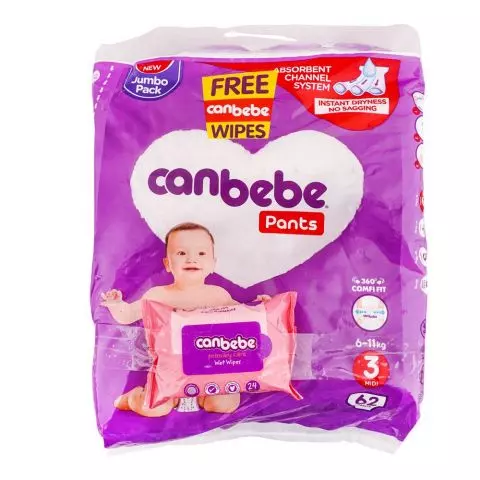 NEW
Jumbo
Pack
FREE
canbebe
WIPES
ABSORBENT
CHANNEL
SYSTEM
INSTANT DRYNESS
NO SAGGING
canbebe
Pants
360°
COMFI FIT
6-11kg
3
MIDI
62
canbebe
Wet Wipes
24